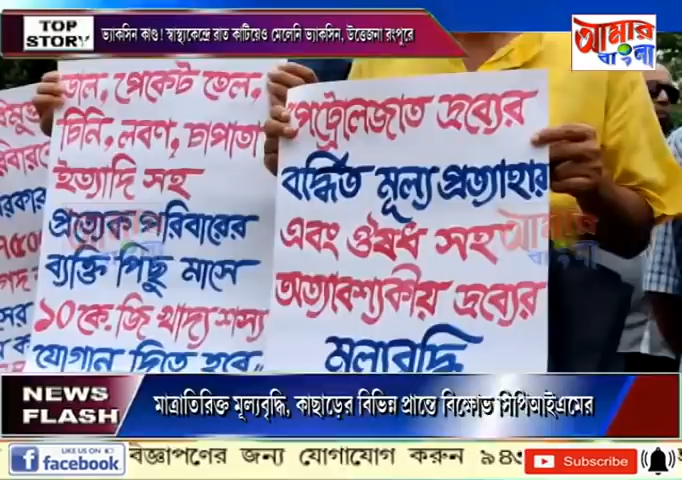 TOP STORY
ভ্যাকসিন কাণ্ড! স্বাস্থ্যকেন্দ্রে রাত কাটিয়েও মেলেনি ভ্যাকসিন, উত্তেজনা রংপুরে
আমার বাংলা
ডাল, পেকেট তেল,
চিনি, লবণ, চাপাতা
ইত্যাদি সহ
প্রত্যেক পরিবারের
ব্যক্তি পিছু মাসে
১০ কে.জি খাদ্য শস্য
যোগান দিতে হবে
পেট্রোলজাত দ্রব্যের
বর্দ্ধিত মূল্য প্রত্যাহার
এবং ঔষধ সহ
অত্যাবশ্যকীয় দ্রব্যের
মূল্যবৃদ্ধি
NEWS FLASH
মাত্রাতিরিক্ত মূল্যবৃদ্ধি, কাছাড়ের বিভিন্ন প্রান্তে বিক্ষোভ সিপিআইএমের
LIKE US ON
facebook
বিজ্ঞাপণের জন্য যোগাযোগ করুন
Subscribe